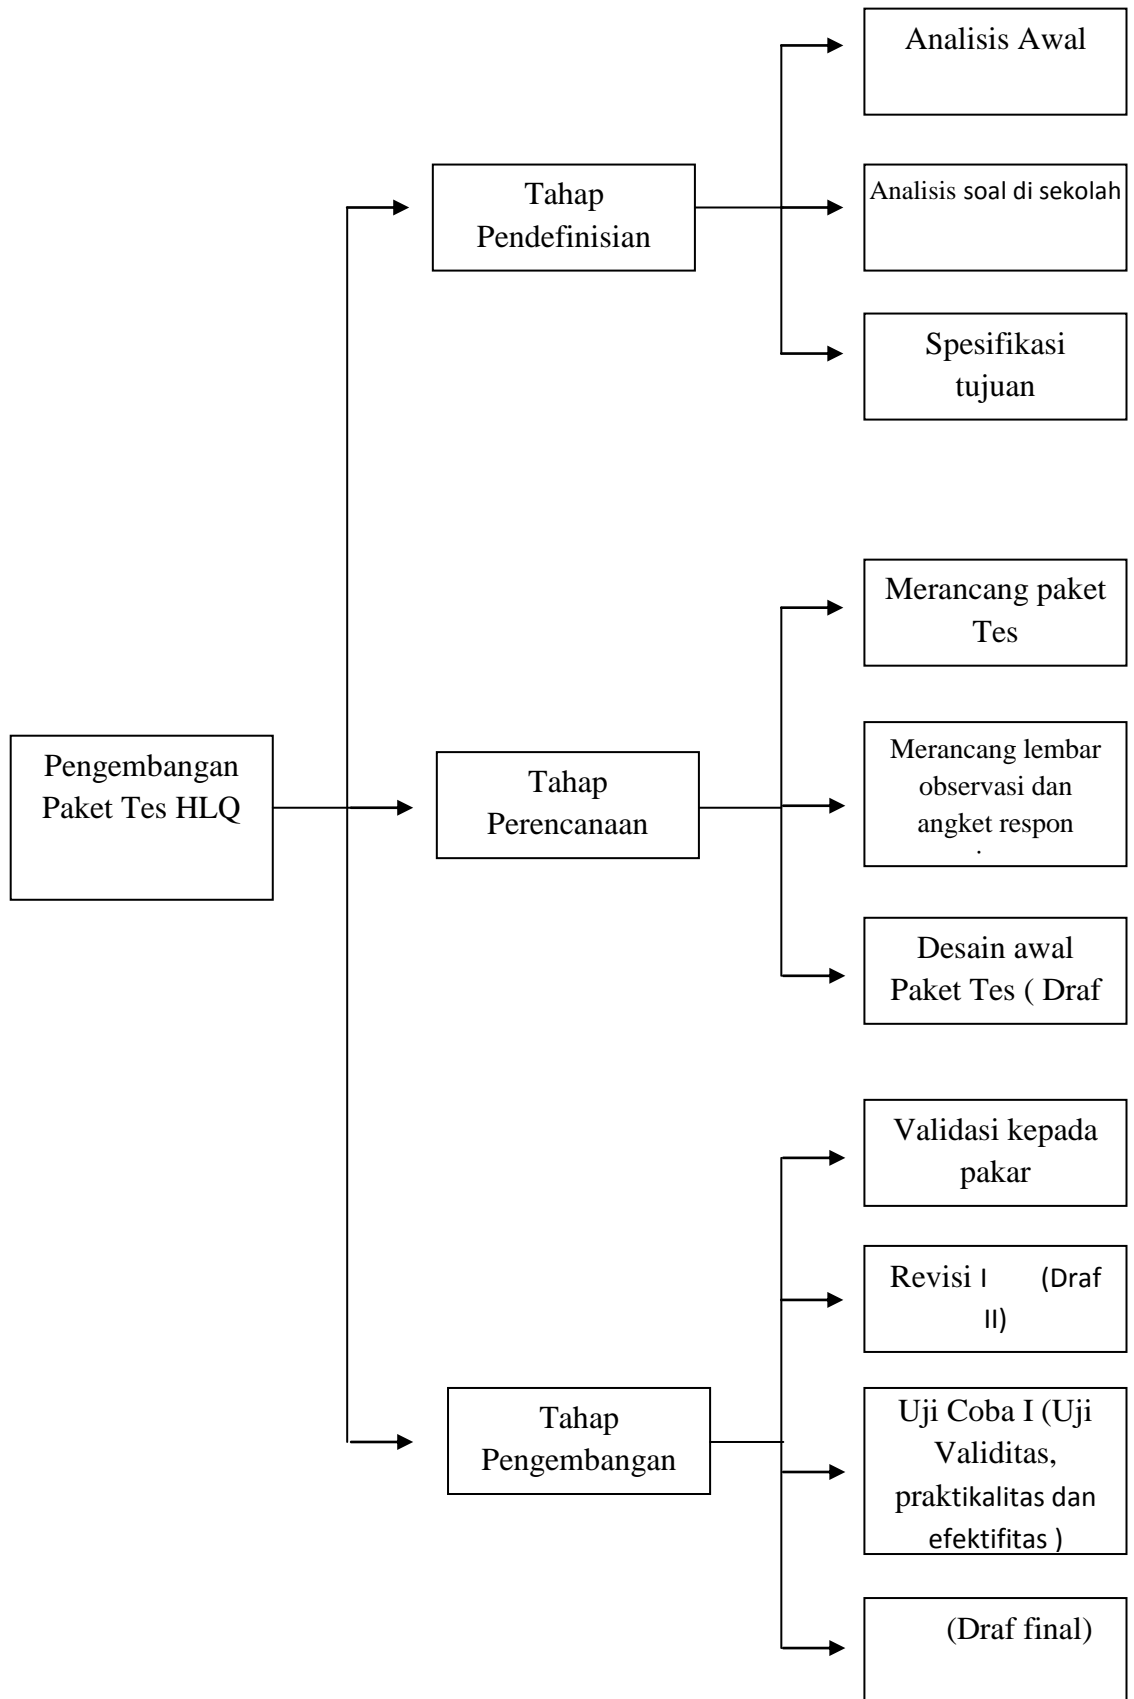 Analisis Awal
Tahap
Pendefinisian
Analisis soal di sekolah
Spesifikasi
tujuan
Merancang paket
Tes
Pengembangan
Paket Tes HLQ
Tahap
Perencanaan
Merancang lembar
observasi dan
angket respon
Desain awal
Paket Tes ( Draf
Validasi kepada
pakar
Revisi I (Draf
II)
Tahap
Pengembangan
Uji Coba I (Uji
Validitas,
praktikalitas dan
efektifitas )
(Draf final)